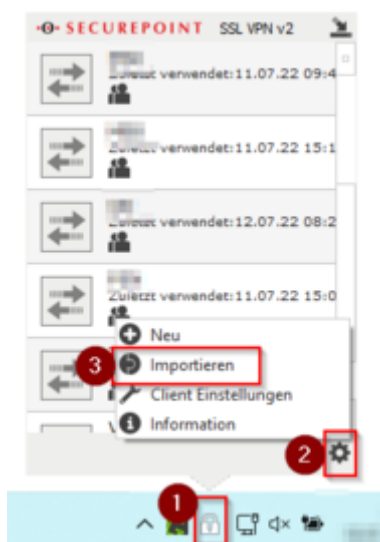 SECUREPOINT SSL VPN v2
Zuletzt verwendet:11.07.22 09:4
Zuletzt verwendet:11.07.22 15:1
Zuletzt verwendet:12.07.22 08:2
Zuletzt verwendet:11.07.22 15:0
Neu
3 Importieren
Client Einstellungen
Information
2
1